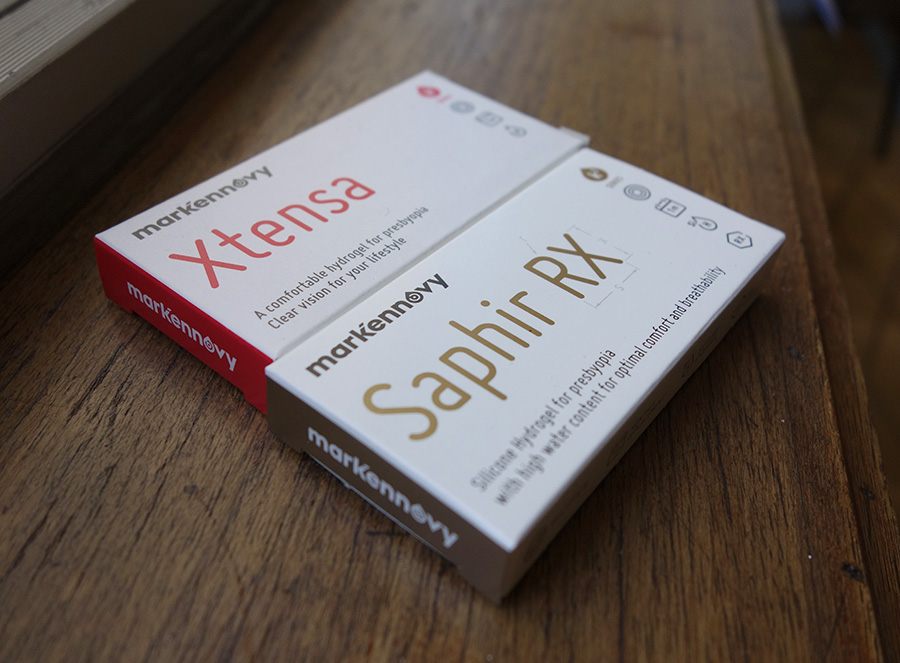 markennovy
Xtensa
A comfortable hydrogel for presbyopia
Clear vision for your lifestyle
markennovy
markennovy
Saphir RX
Silicone Hydrogel for presbyopia
with high water content for optimal comfort and breathability
markennovy